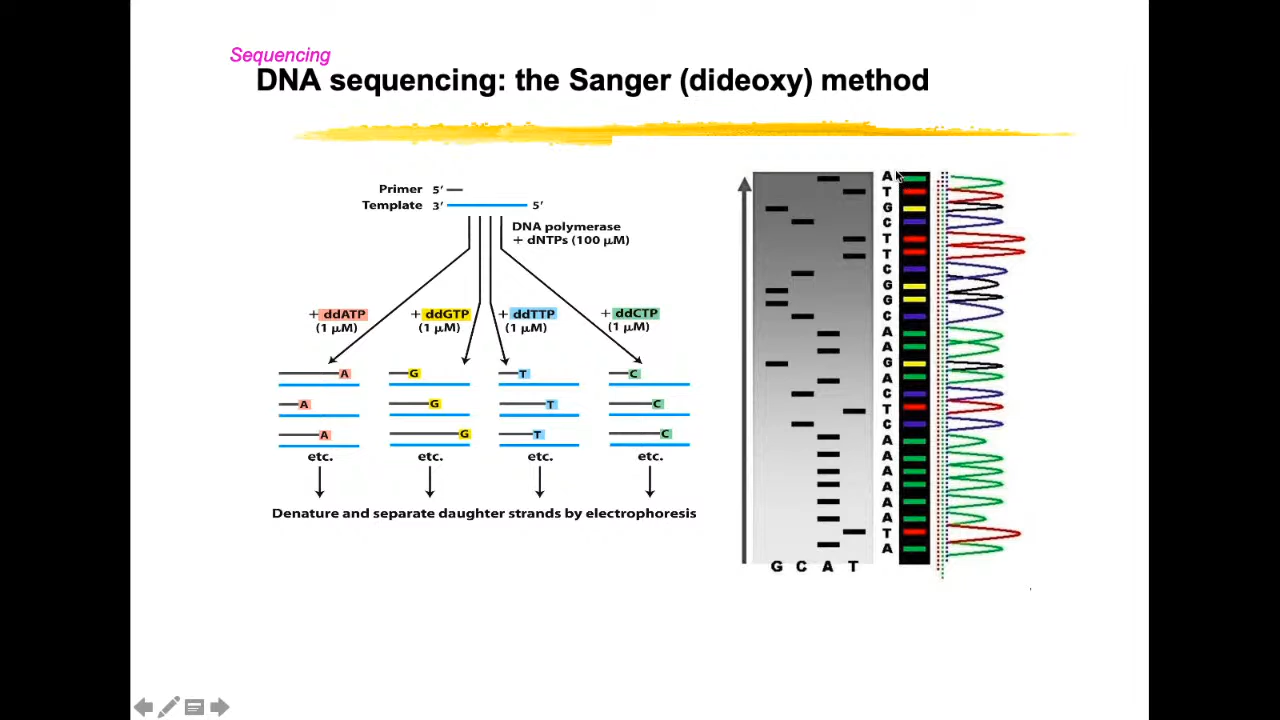 Sequencing
DNA sequencing: the Sanger (dideoxy) method
Primer 5′
Template 3′ 5′
DNA polymerase
+ dNTPs (100 μM)
+ ddATP + ddGTP + ddTTP + ddCTP
(1 μM) (1 μM) (1 μM) (1 μM)
A G T C
A G T C
A G T C
etc. etc. etc. etc.
Denature and separate daughter strands by electrophoresis
A
T
G
C
T
T
C
G
G
C
A
A
G
A
C
T
C
A
A
A
A
A
A
T
A
G C A T